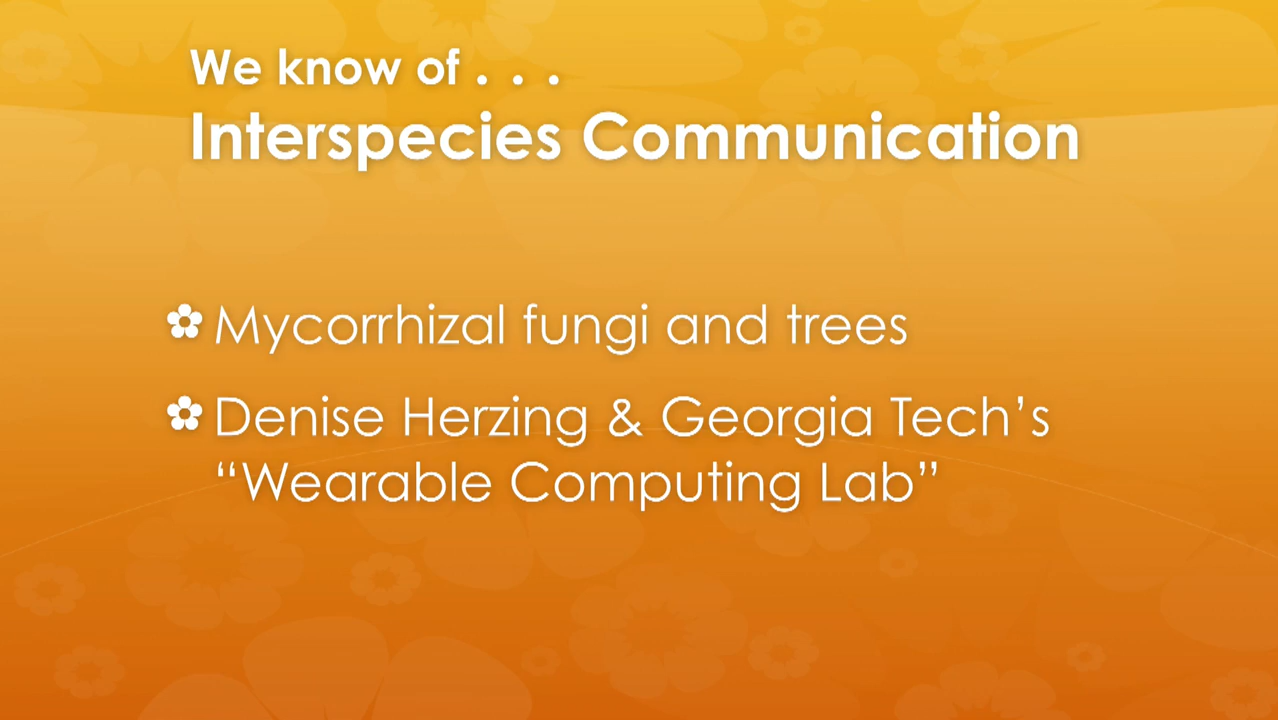 We know of . . .
Interspecies Communication
Mycorrhizal fungi and trees
Denise Herzing & Georgia Tech’s
“Wearable Computing Lab”